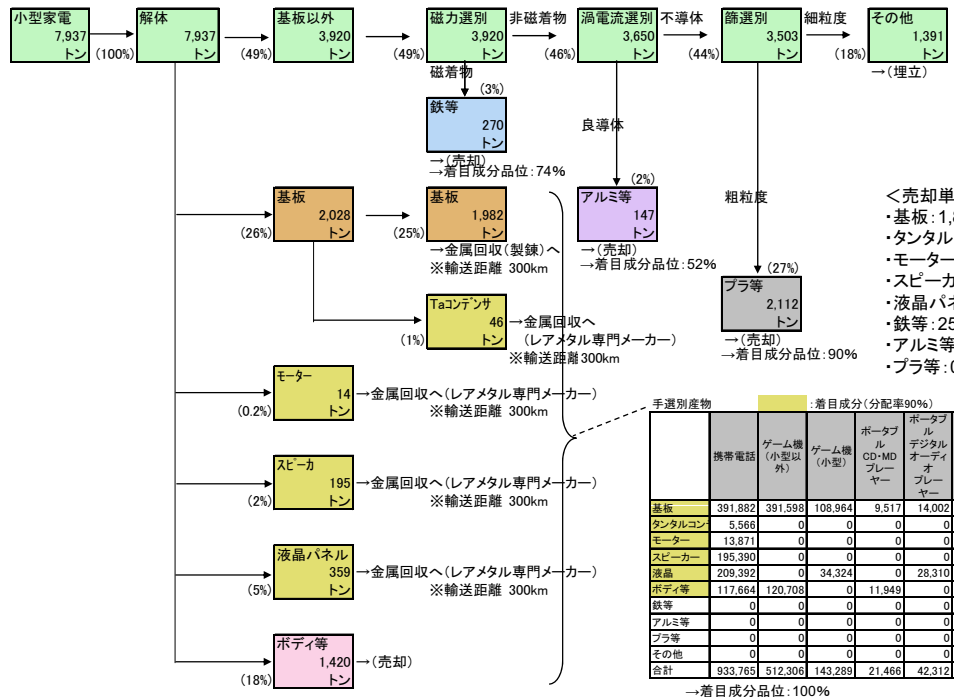 小型家電
7,937
トン
(100%)
解体
7,937
トン
(49%)
基板以外
3,920
トン
(49%)
磁力選別
3,920
トン
非磁着物
(46%)
渦電流選別
3,650
トン
不導体
(44%)
篩選別
3,503
トン
細粒度
(18%)
その他
1,391
トン
→(埋立)
磁着物
(3%)
鉄等
270
トン
→(売却)
→着目成分品位:74%
良導体
(2%)
アルミ等
147
トン
→(売却)
→着目成分品位:52%
粗粒度
(27%)
プラ等
2,112
トン
→(売却)
→着目成分品位:90%
(26%)
基板
2,028
トン
(25%)
基板
1,982
トン
→金属回収(製錬)へ
※輸送距離 300km
(1%)
Taコンデンサ
46
トン
→金属回収へ
(レアメタル専門メーカー)
※輸送距離300km
(0.2%)
モーター
14
トン
→金属回収へ(レアメタル専門メーカー)
※輸送距離 300km
(2%)
スピーカ
195
トン
→金属回収へ(レアメタル専門メーカー)
※輸送距離 300km
(5%)
液晶パネル
359
トン
→金属回収へ(レアメタル専門メーカー)
※輸送距離 300km
(18%)
ボディ等
1,420
トン
→(売却)
<売却単
・基板:1,
・タンタル
・モーター
・スピーカ
・液晶パネ
・鉄等:25
・アルミ等
・プラ等:0
手選別産物 :着目成分(分配率90%)
携帯電話 ゲーム機(小型以外) ゲーム機(小型) ポータブルCD・MDプレーヤー ポータブルデジタルオーディオプレーヤー
基板 391,882 391,598 108,964 9,517 14,002
タンタルコン 5,566 0 0 0 0
モーター 13,871 0 0 0 0
スピーカー 195,390 0 0 0 0
液晶 209,392 0 34,324 0 28,310
ボディ等 117,664 120,708 0 11,949 0
鉄等 0 0 0 0 0
アルミ等 0 0 0 0 0
プラ等 0 0 0 0 0
その他 0 0 0 0 0
合計 933,765 512,306 143,289 21,466 42,312
→着目成分品位:100%